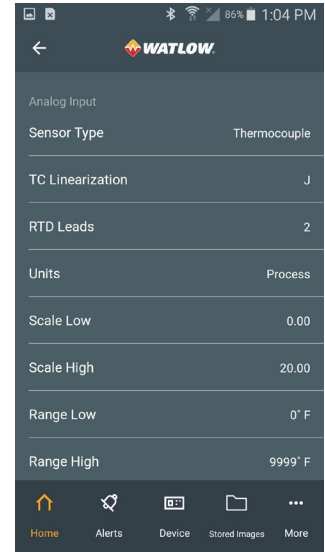 86% 1:04 PM
WATLOW.
Analog Input
Sensor Type Thermocouple
TC Linearization J
RTD Leads 2
Units Process
Scale Low 0.00
Scale High 20.00
Range Low 0° F
Range High 9999° F
Home Alerts Device Stored Images More